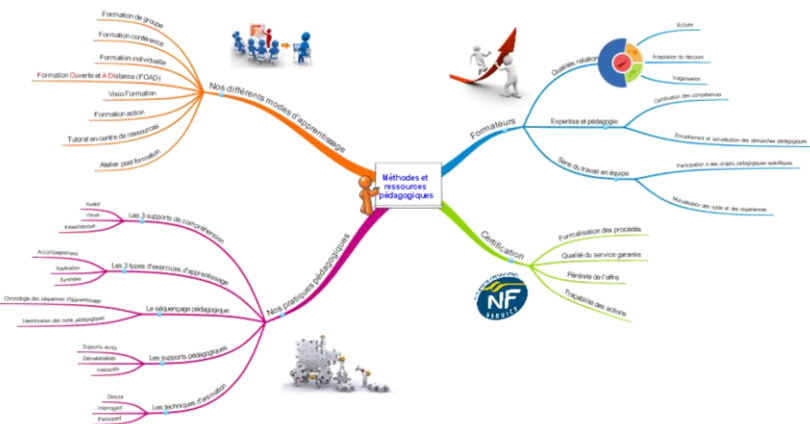 Formation de groupe
Formation conférence
Formation individuelle
Formation Ouverte et A Distance (FOAD)
Visio Formation
Formation action
Tutorat en centre de ressources
Atelier post formation
Nos différents modes d'apprentissage
Méthodes et
ressources
pédagogiques
Formateurs
Qualités relation
Ecoute
Adaptation du discours
Vulgarisation
Expertise et pédagogie
Certification des compétences
Encadrement et actualisation des démarches pédagogiques
Sens du travail en équipe
Participation à des projets pédagogiques spécifiques
Mutualisation des outils et des expériences
Certification
Formalisation des procédés
Qualité du service garantie
Pérénité de l'offre
Traçabilité des actions
NF
SERVICE
Nos pratiques pédagogiques
Les 3 supports de compréhension
Auditif
Visuel
Kinesthésique
Les 3 types d'exercices d'apprentissage
Accompagnement
Application
Synthèse
Le séquençage pédagogique
Chronologie des séquences d'apprentissage
Identification des outils pédagogiques
Les supports pédagogiques
Supports écrits
Dématérialisés
Interactifs
Les techniques d'animation
Directif
Interrogatif
Participatif